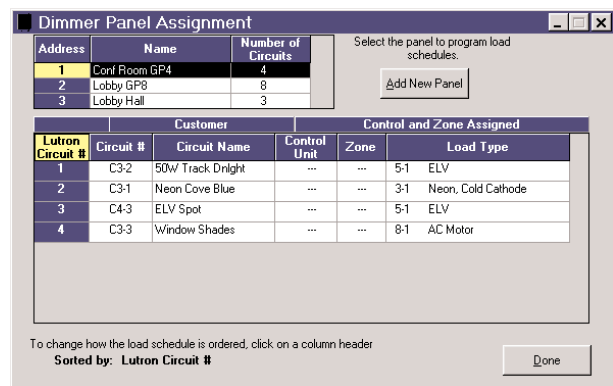 Dimmer Panel Assignment
Address Name Number of Circuits
1 Conf Room GP4 4
2 Lobby GP8 8
3 Lobby Hall 3
Select the panel to program load
schedules.
Add New Panel
Customer Control and Zone Assigned
Lutron Circuit # Circuit # Circuit Name Control Unit Zone Load Type
1 C3-2 50W Track Dnlght --- --- 5-1 ELV
2 C3-1 Neon Cove Blue --- --- 3-1 Neon, Cold Cathode
3 C4-3 ELV Spot --- --- 5-1 ELV
4 C3-3 Window Shades --- --- 8-1 AC Motor
To change how the load schedule is ordered, click on a column header
Sorted by: Lutron Circuit #
Done